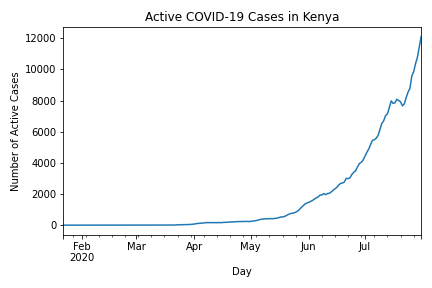 Active COVID-19 Cases in Kenya
Number of Active Cases
12000
10000
8000
6000
4000
2000
0
Feb Mar Apr May Jun Jul
2020
Day